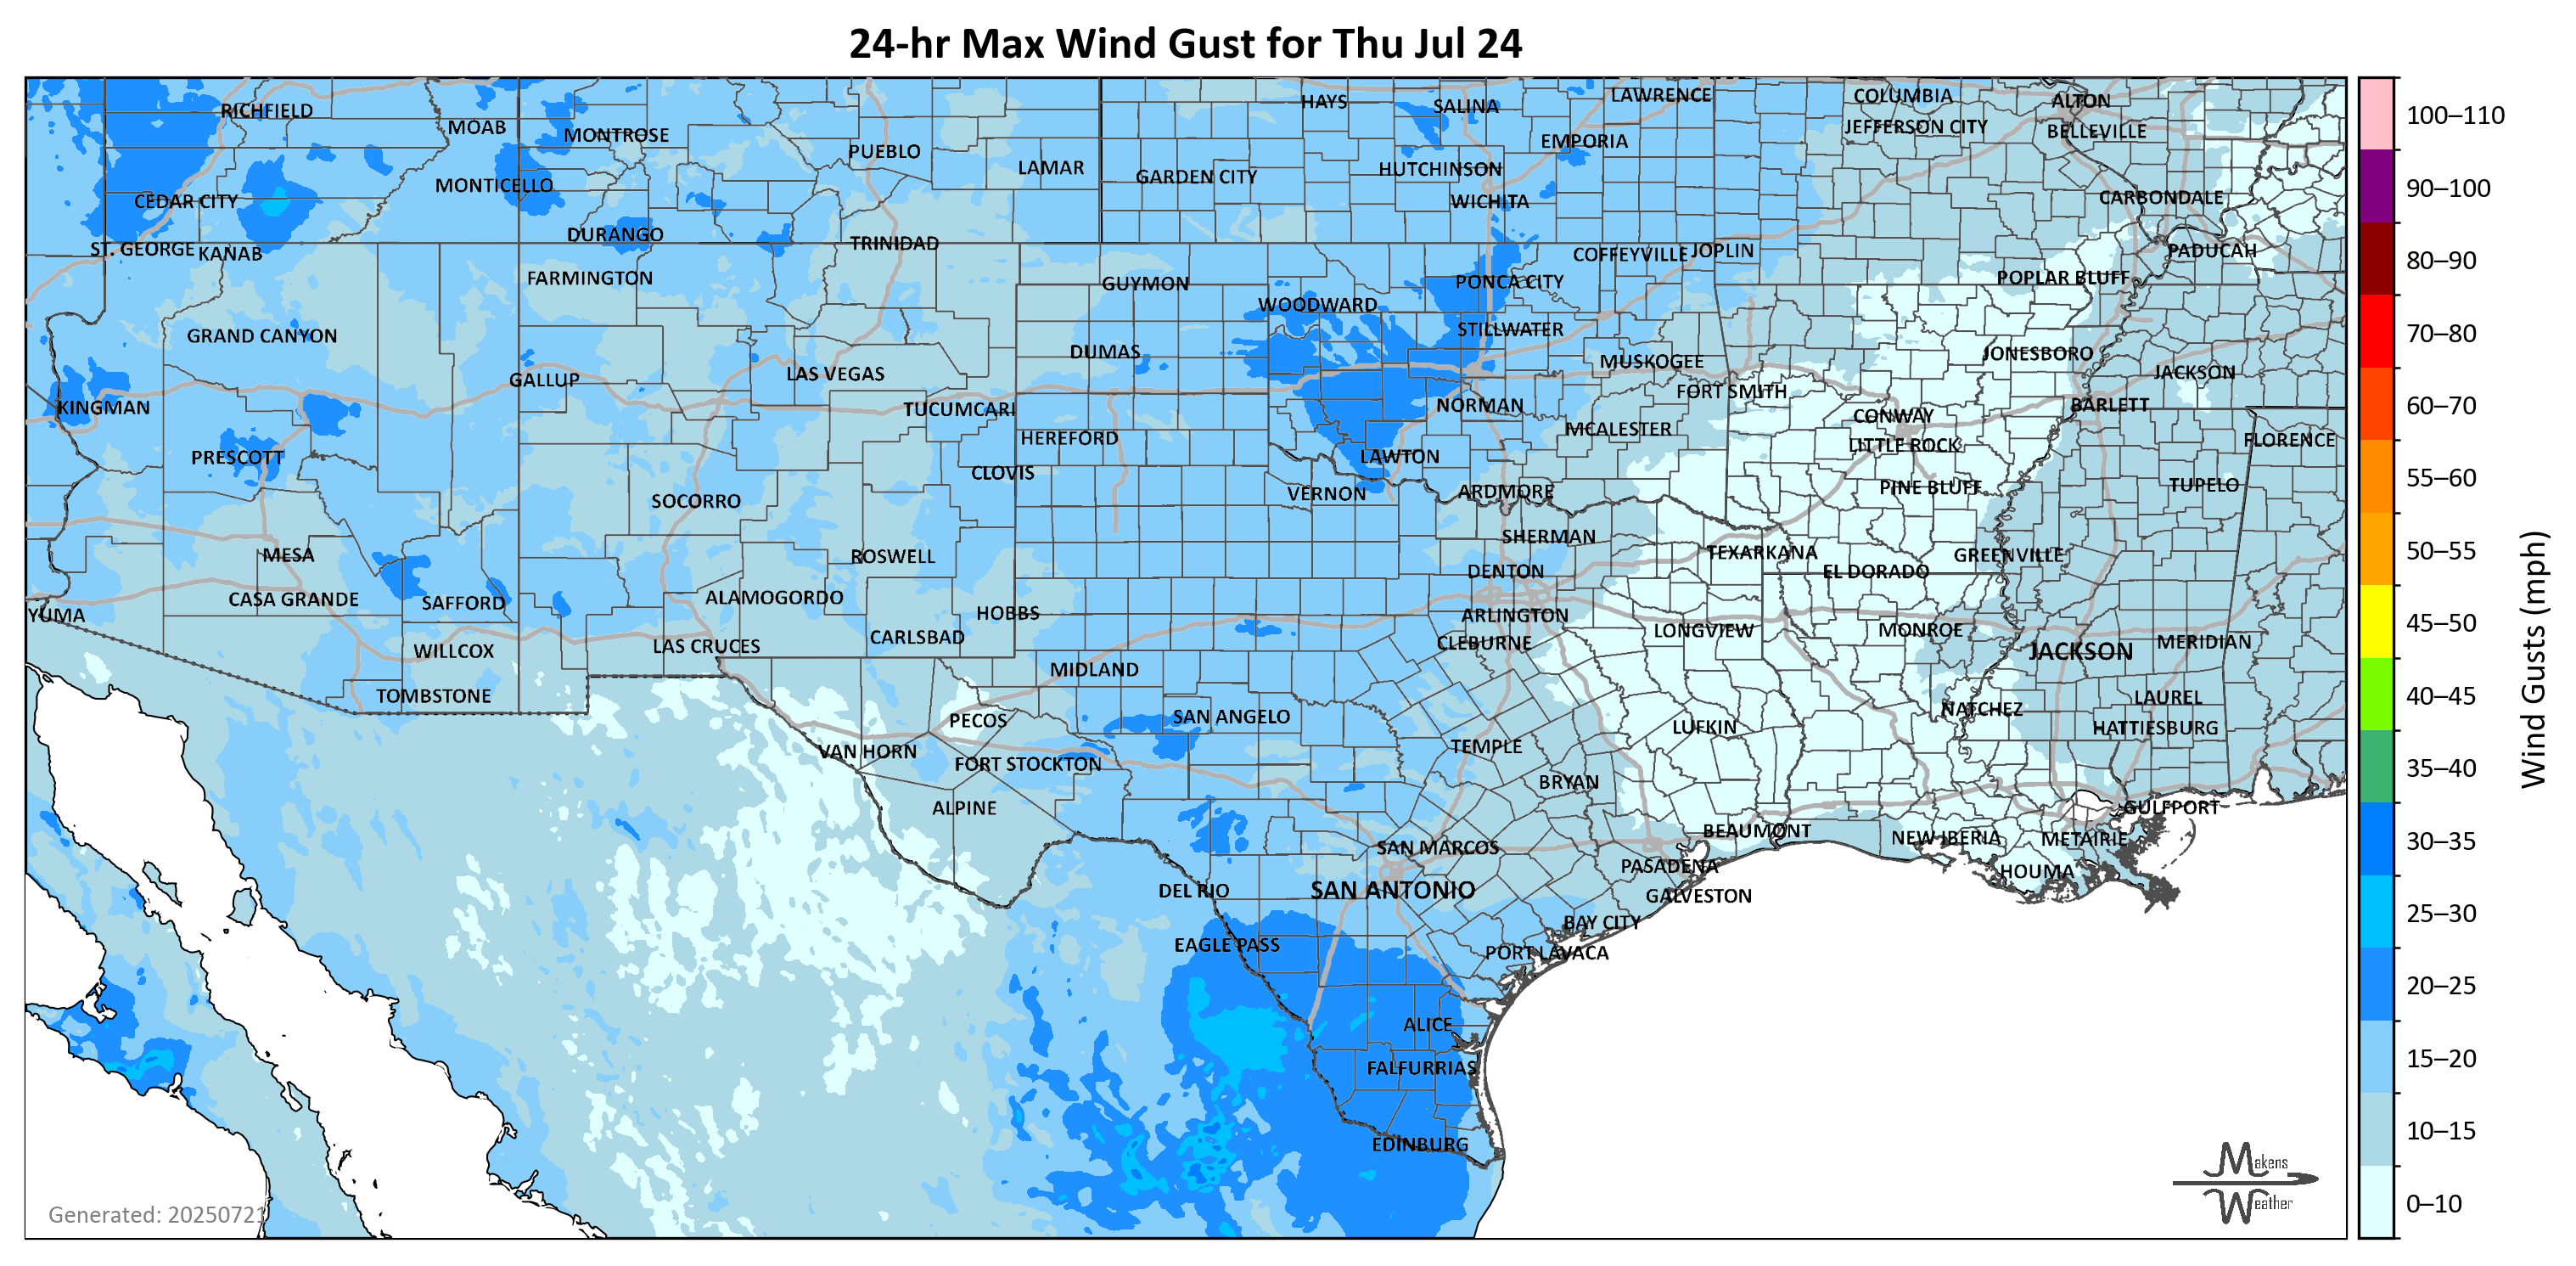 24-hr Max Wind Gust for Thu Jul 24
RICHFIELD
MOAB
MONTROSE
PUEBLO
LAMAR
HAYS
SALINA
LAWRENCE
COLUMBIA
ALTON
JEFFERSON CITY
BELLEVILLE
EMPORIA
HUTCHINSON
GARDEN CITY
MONTICELLO
CEDAR CITY
WICHITA
CARBONDALE
DURANGO
TRINIDAD
ST. GEORGE
KANAB
COFFEYVILLE
JOPLIN
PADUCAH
FARMINGTON
GUYMON
PONCA CITY
POPLAR BLUFF
WOODWARD
GRAND CANYON
STILLWATER
DUMAS
MUSKOGEE
JONESBORO
GALLUP
LAS VEGAS
FORT SMITH
JACKSON
KINGMAN
TUCUMCARI
NORMAN
CONWAY
BARLETT
HEREFORD
MCALESTER
LITTLE ROCK
FLORENCE
PRESCOTT
CLOVIS
LAWTON
SOCORRO
VERNON
ARDMORE
PINE BLUFF
TUPELO
MESA
ROSWELL
SHERMAN
TEXARKANA
GREENVILLE
DENTON
EL DORADO
CASA GRANDE
SAFFORD
ALAMOGORDO
HOBBS
YUMA
ARLINGTON
CARLSBAD
CLEBURNE
LONGVIEW
MONROE
WILLCOX
LAS CRUCES
JACKSON
MERIDIAN
MIDLAND
TOMBSTONE
PECOS
SAN ANGELO
NATCHEZ
LAUREL
LUFKIN
HATTIESBURG
VAN HORN
FORT STOCKTON
TEMPLE
BRYAN
ALPINE
GULFPORT
BEAUMONT
NEW IBERIA
METAIRIE
SAN MARCOS
PASADENA
HOUMA
DEL RIO
SAN ANTONIO
GALVESTON
BAY CITY
EAGLE PASS
PORT LAVACA
ALICE
FALFURRIAS
EDINBURG
Generated: 20250721
Makens
Weather
100–110
90–100
80–90
70–80
60–70
55–60
50–55
45–50
40–45
35–40
30–35
25–30
20–25
15–20
10–15
0–10
Wind Gusts (mph)